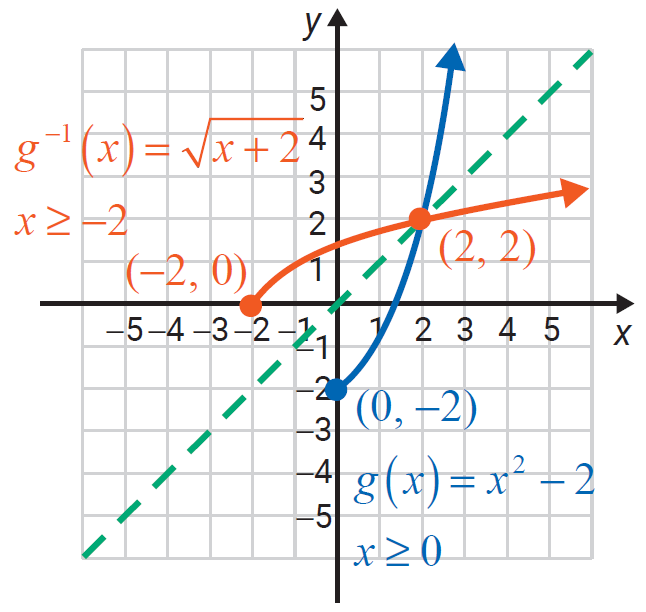 y
5
g⁻¹(x) = √(x + 2)
4
3
x ≥ −2
2
(−2, 0)
(2, 2)
1
−5 −4 −3 −2 −1 1 2 3 4 5 x
−1
−2
(0, −2)
−3
−4
g(x) = x² − 2
−5
x ≥ 0